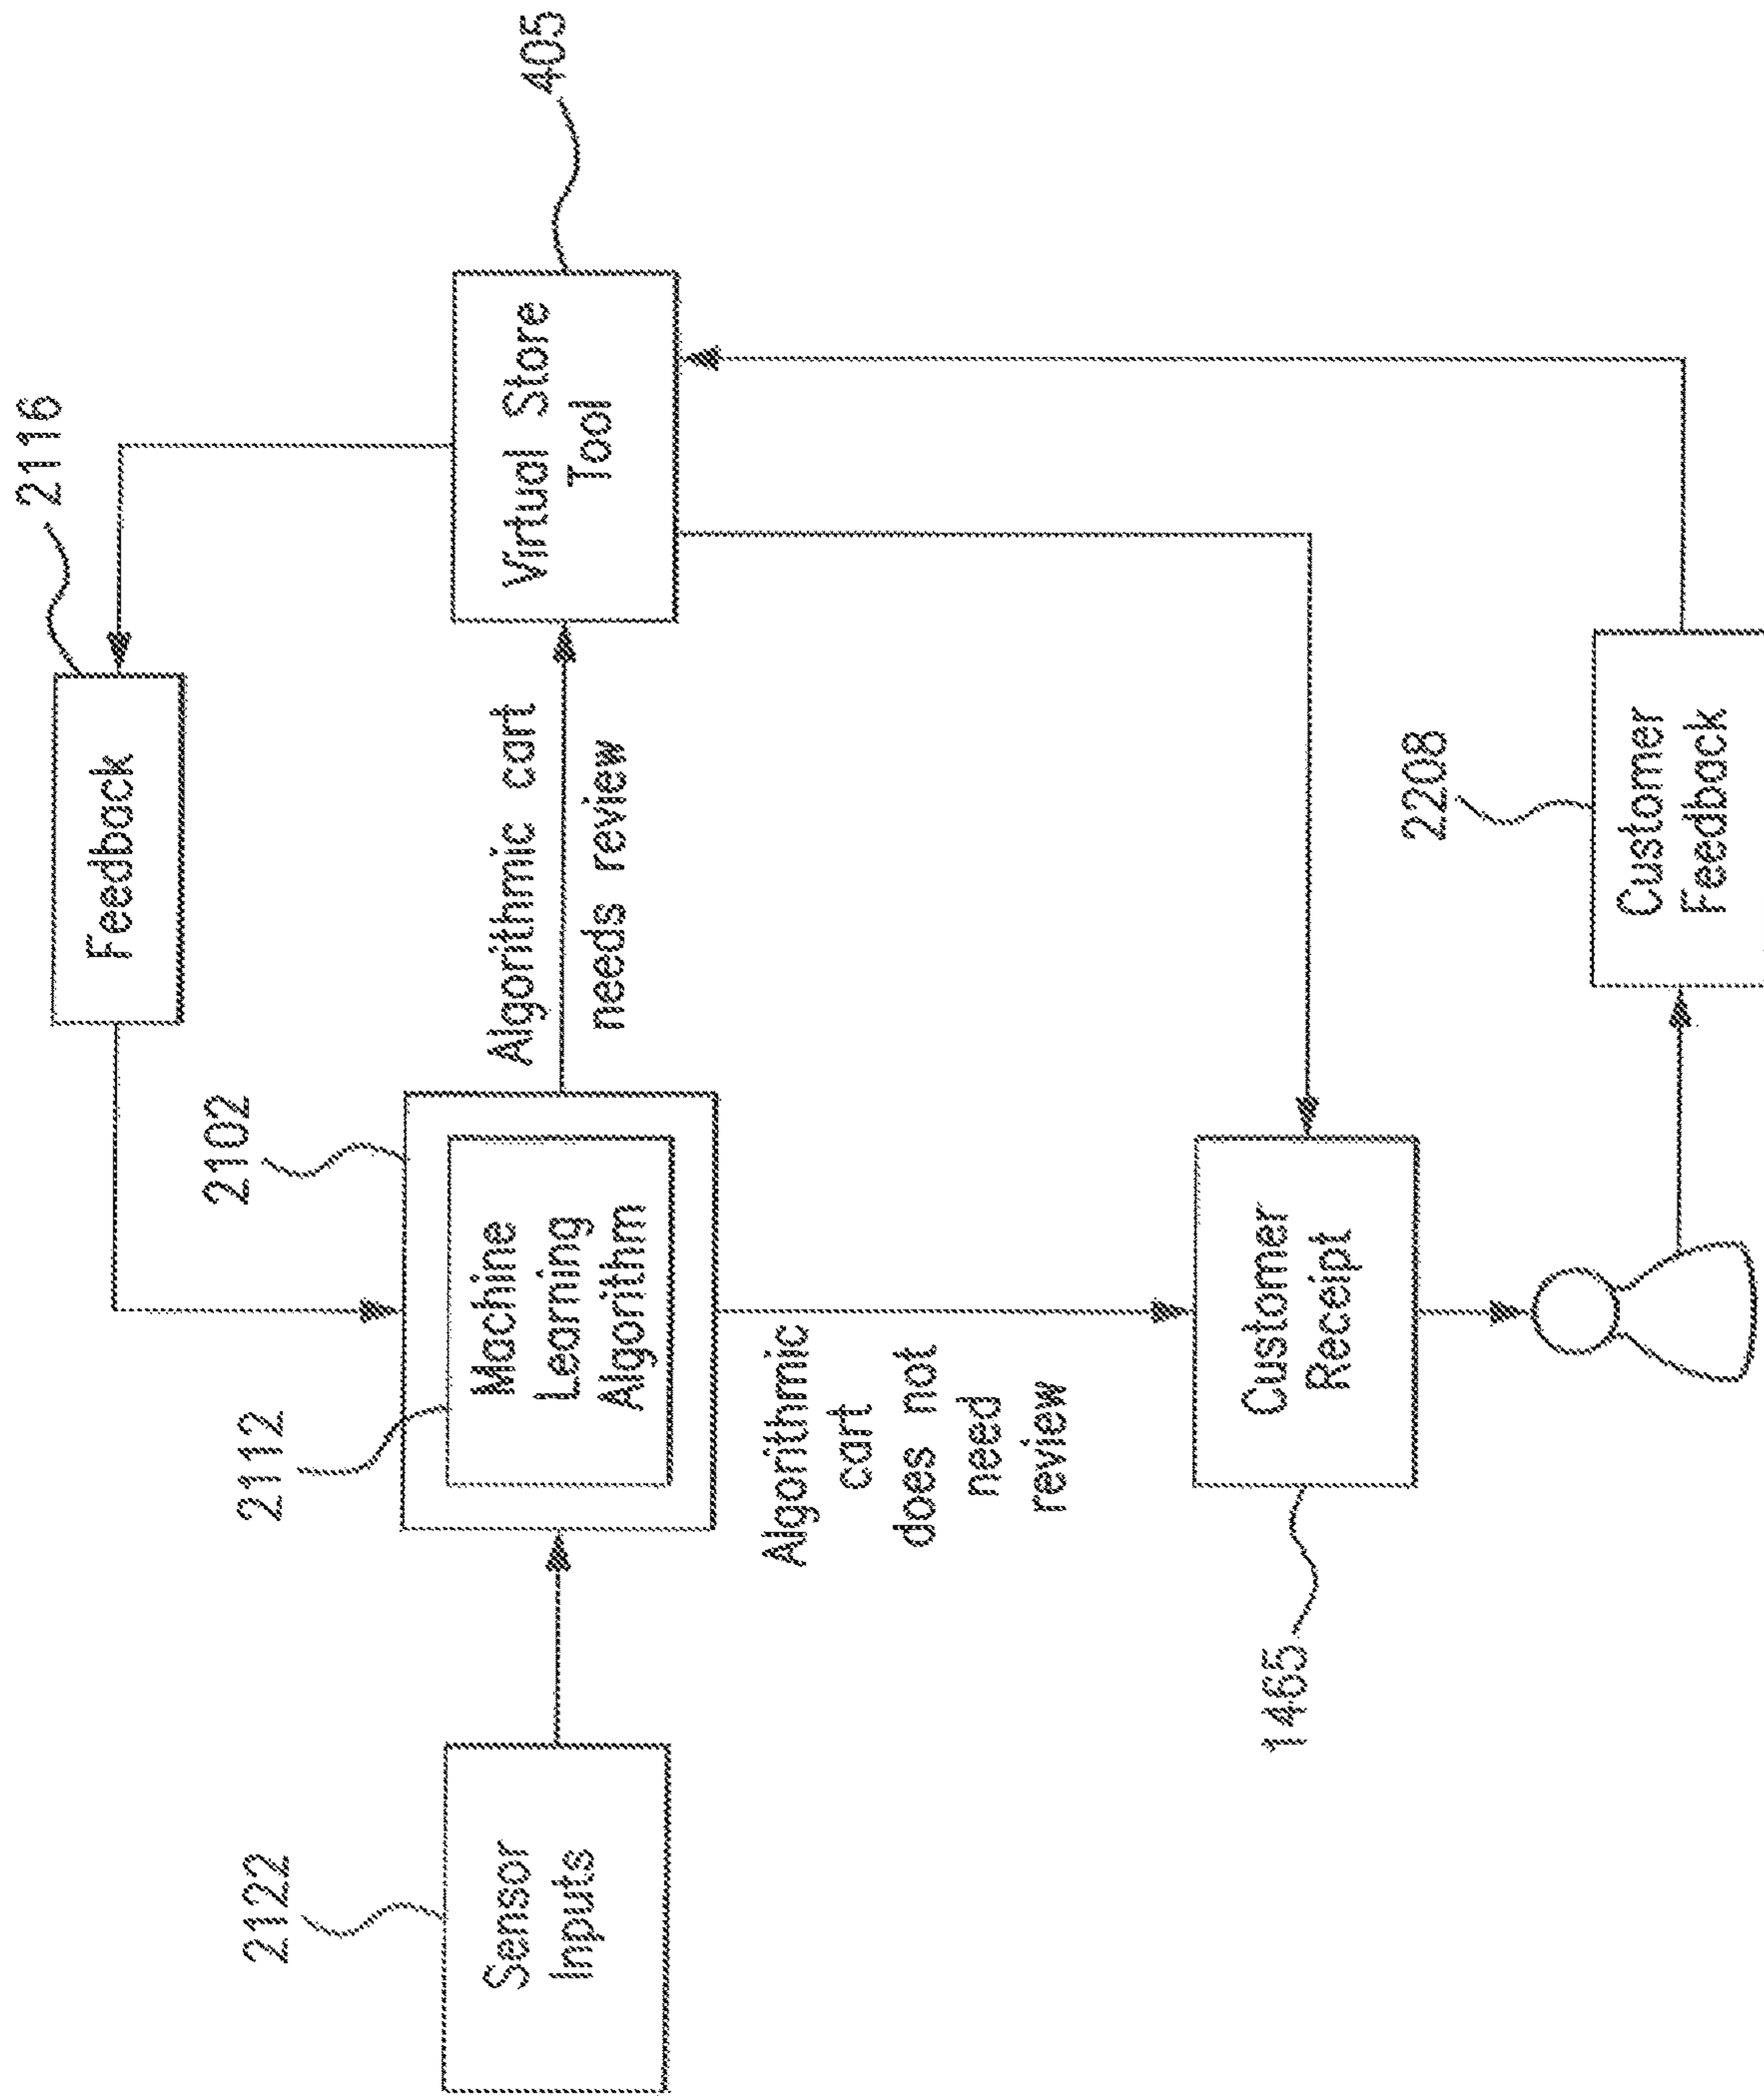 2116
Feedback
405
2102
2112
Machine
Learning
Algorithm
Algorithmic cart
needs review
Virtual Store
Tool
2122
Sensor
Inputs
Algorithmic
cart
does not
need
review
1465
Customer
Receipt
2208
Customer
Feedback